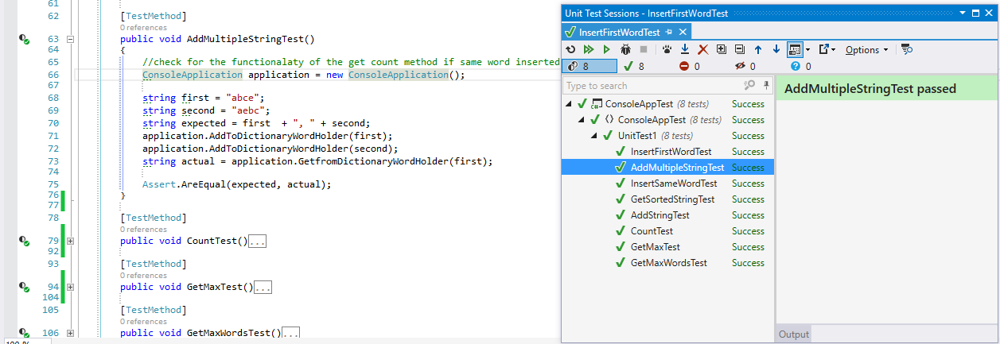 61
62 [TestMethod]
0 references
63 public void AddMultipleStringTest()
64 {
65 //check for the functionalaty of the get count method if same word inserted
66 ConsoleApplication application = new ConsoleApplication();
67
68 string first = "abce";
69 string second = "aebc";
70 string expected = first + ", " + second;
71 application.AddToDictionaryWordHolder(first);
72 application.AddToDictionaryWordHolder(second);
73 string actual = application.GetfromDictionaryWordHolder(first);
74
75 Assert.AreEqual(expected, actual);
76 }
77
78 [TestMethod]
0 references
79 public void CountTest()...
92
93 [TestMethod]
0 references
94 public void GetMaxTest()...
104
105 [TestMethod]
0 references
106 public void GetMaxWordsTest()...
100 %
Unit Test Sessions - InsertFirstWordTest
InsertFirstWordTest
Options
8 8 0 0 0
Type to search
ConsoleAppTest (8 tests) Success
ConsoleAppTest (8 tests) Success
UnitTest1 (8 tests) Success
InsertFirstWordTest Success
AddMultipleStringTest Success
InsertSameWordTest Success
GetSortedStringTest Success
AddStringTest Success
CountTest Success
GetMaxTest Success
GetMaxWordsTest Success
AddMultipleStringTest passed
Output